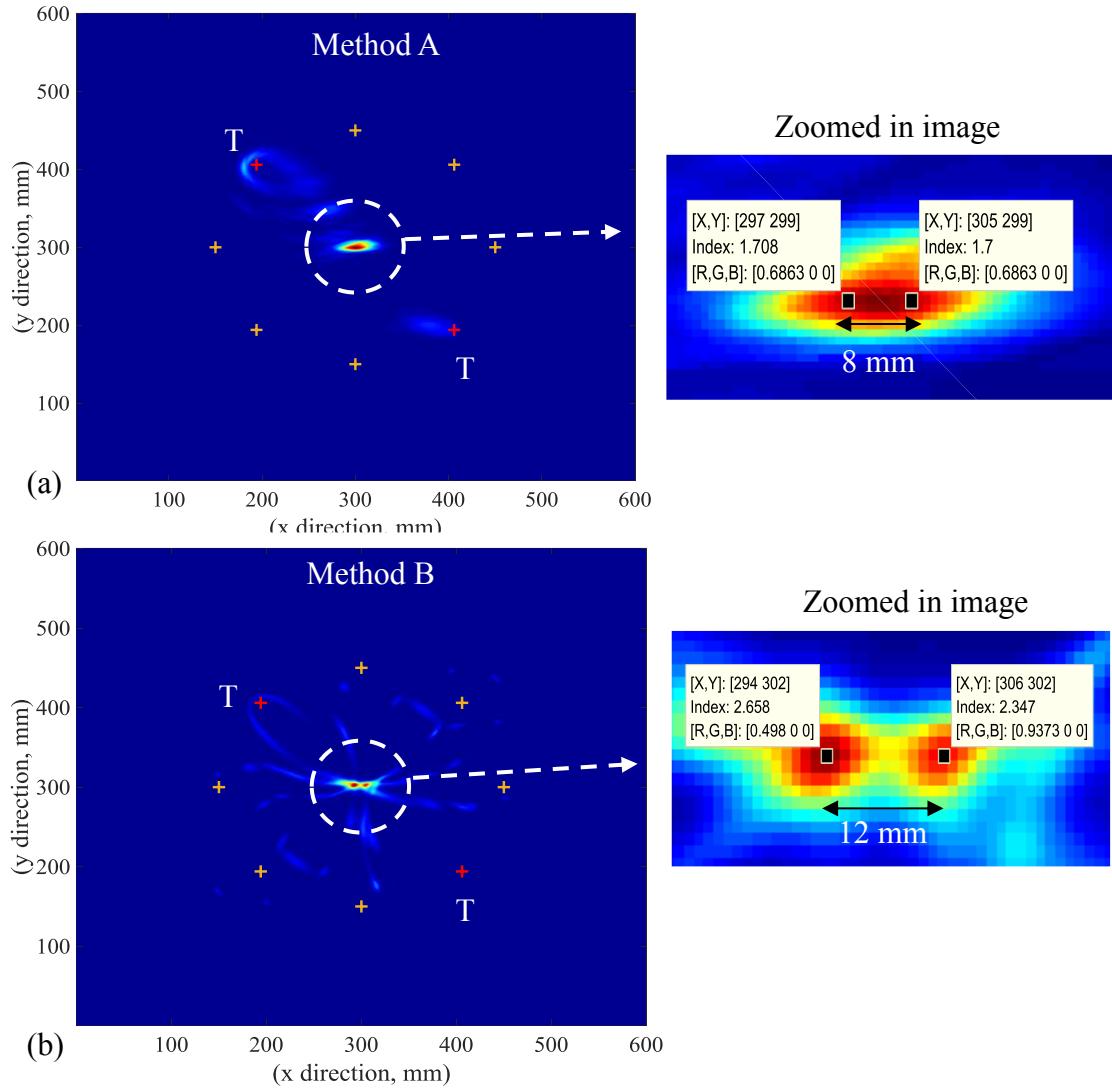 600
500
400
300
200
100
(y direction, mm)
Method A
T
T
100
200
300
400
500
600
(x direction, mm)
(a)
Zoomed in image
[X,Y]: [297 299]
Index: 1.708
[R,G,B]: [0.6863 0 0]
[X,Y]: [305 299]
Index: 1.7
[R,G,B]: [0.6863 0 0]
8 mm
600
500
400
300
200
100
(y direction, mm)
Method B
T
T
100
200
300
400
500
600
(x direction, mm)
(b)
Zoomed in image
[X,Y]: [294 302]
Index: 2.658
[R,G,B]: [0.498 0 0]
[X,Y]: [306 302]
Index: 2.347
[R,G,B]: [0.9373 0 0]
12 mm